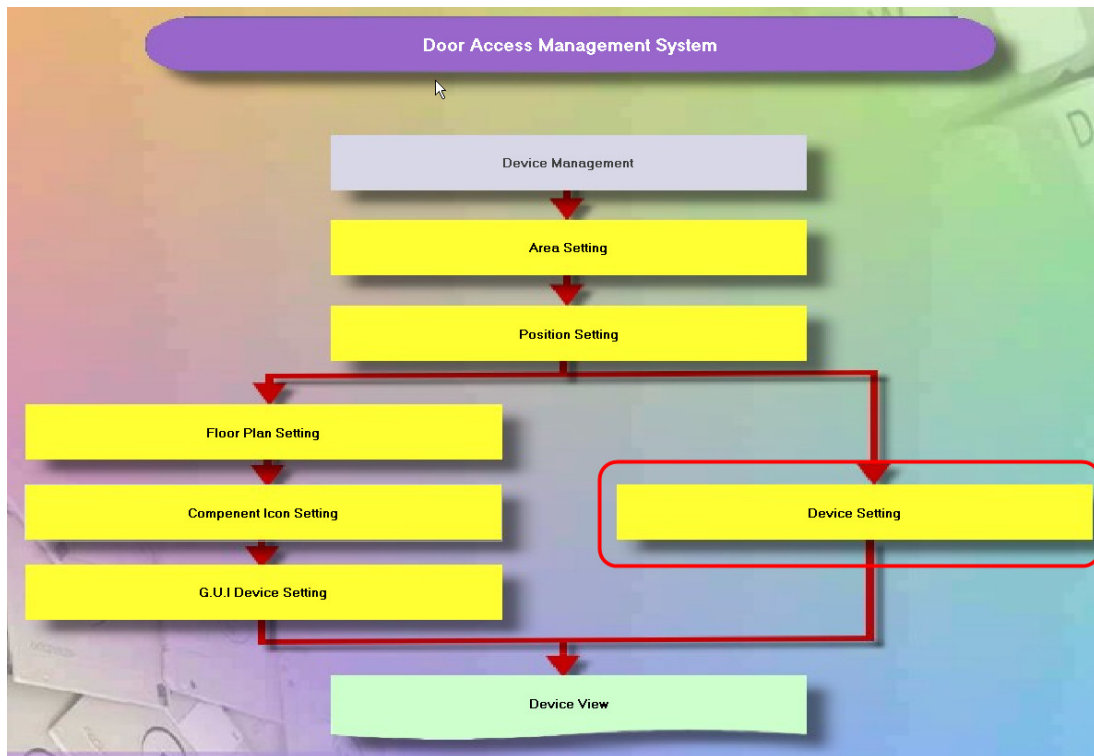 Door Access Management System
Device Management
Area Setting
Position Setting
Floor Plan Setting
Compenent Icon Setting
Device Setting
G.U.I Device Setting
Device View